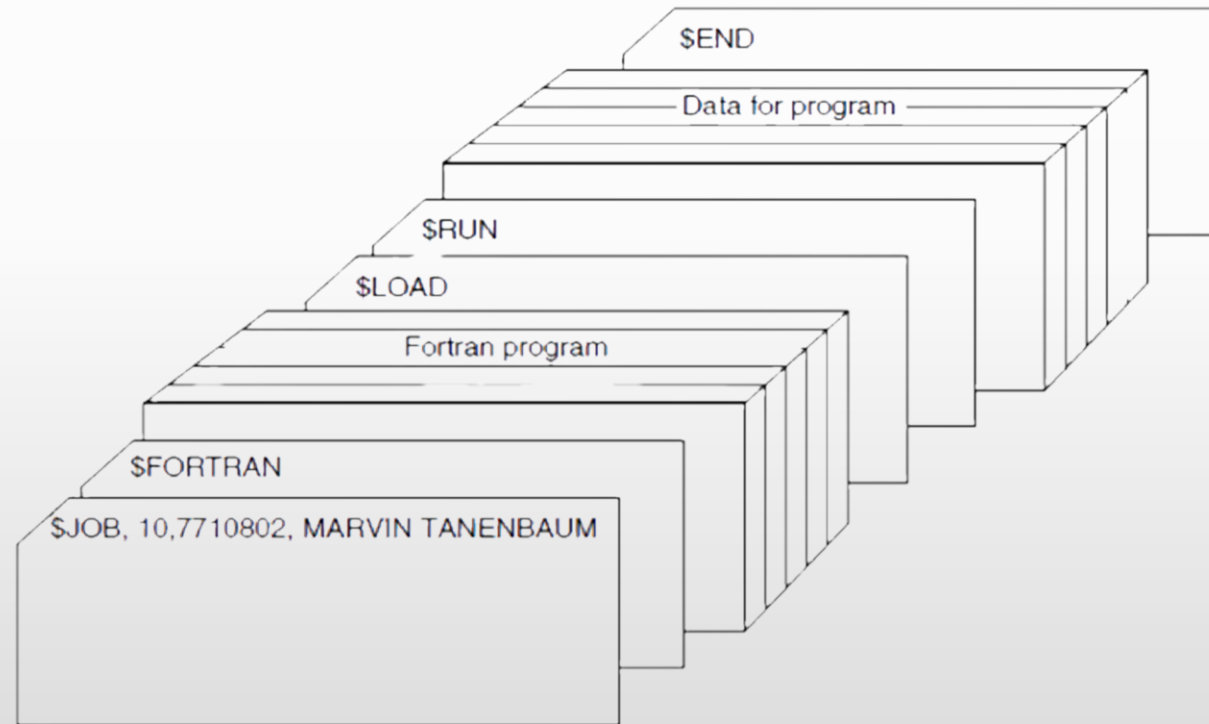 $END
Data for program
$RUN
$LOAD
Fortran program
$FORTRAN
$JOB, 10,7710802, MARVIN TANENBAUM